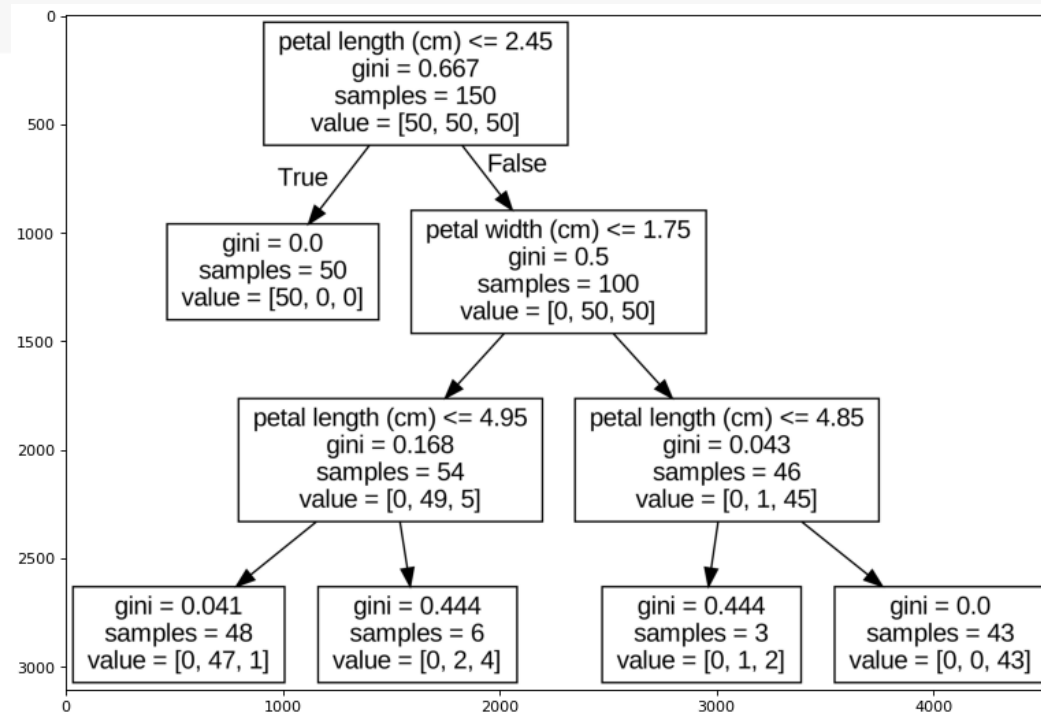 0
500
1000
1500
2000
2500
3000
petal length (cm) <= 2.45
gini = 0.667
samples = 150
value = [50, 50, 50]
True
False
gini = 0.0
samples = 50
value = [50, 0, 0]
petal width (cm) <= 1.75
gini = 0.5
samples = 100
value = [0, 50, 50]
petal length (cm) <= 4.95
gini = 0.168
samples = 54
value = [0, 49, 5]
petal length (cm) <= 4.85
gini = 0.043
samples = 46
value = [0, 1, 45]
gini = 0.041
samples = 48
value = [0, 47, 1]
gini = 0.444
samples = 6
value = [0, 2, 4]
gini = 0.444
samples = 3
value = [0, 1, 2]
gini = 0.0
samples = 43
value = [0, 0, 43]
0
1000
2000
3000
4000